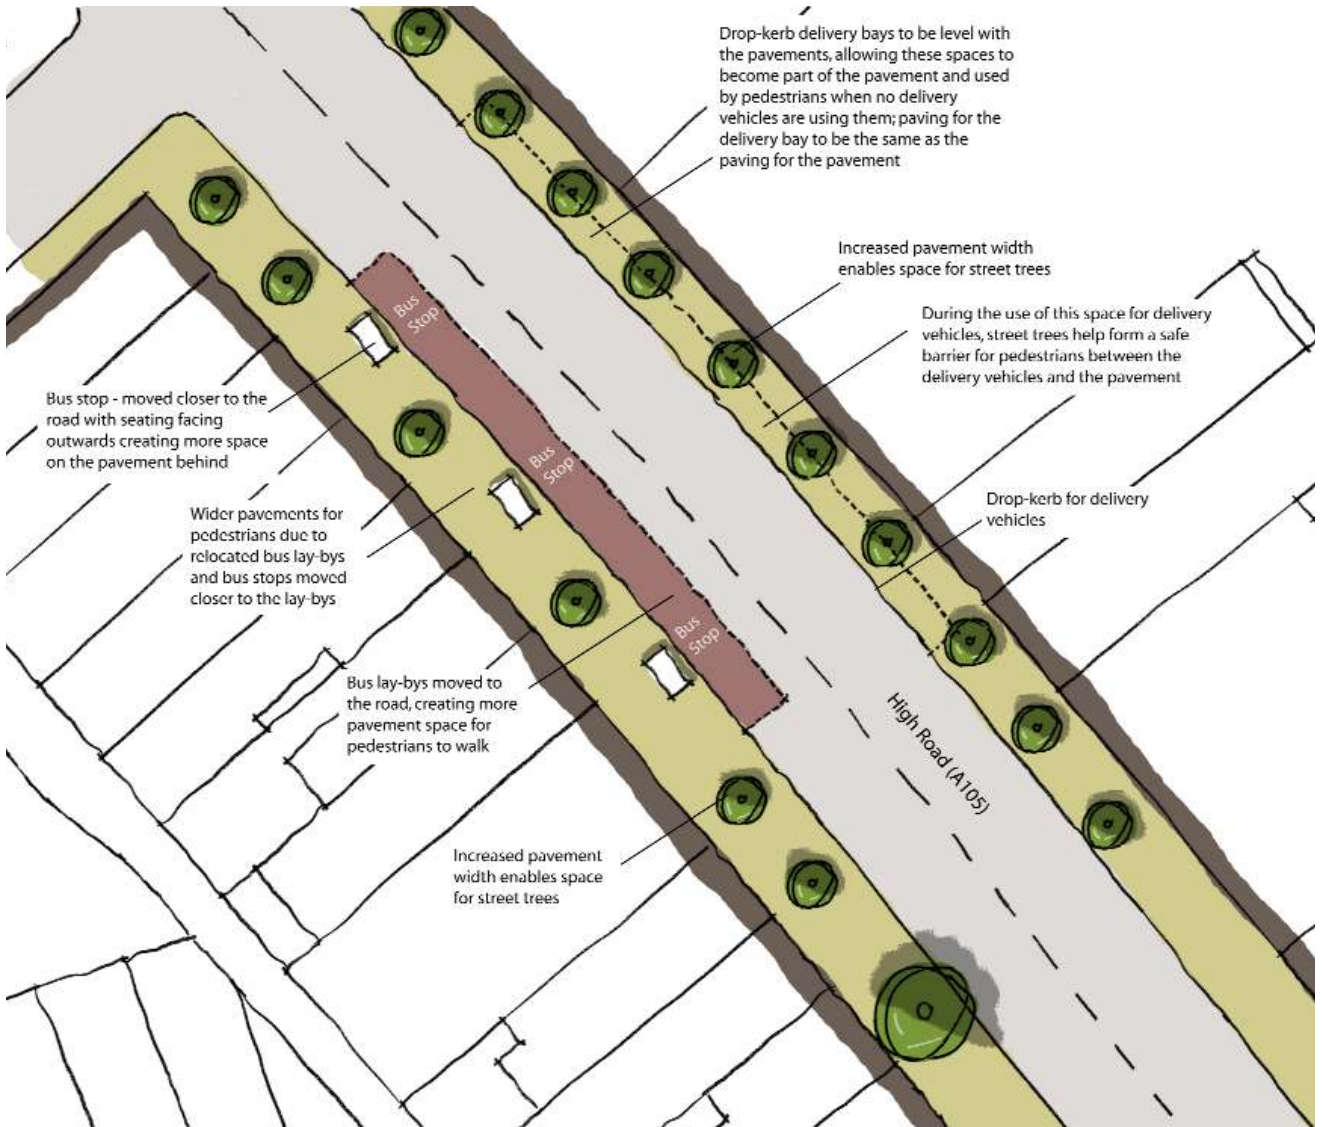 Drop-kerb delivery bays to be level with
the pavements, allowing these spaces to
become part of the pavement and used
by pedestrians when no delivery
vehicles are using them; paving for the
delivery bay to be the same as the
paving for the pavement
Increased pavement width
enables space for street trees
During the use of this space for delivery
vehicles, street trees help form a safe
barrier for pedestrians between the
delivery vehicles and the pavement
Bus
Stop
Bus stop - moved closer to the
road with seating facing
outwards creating more space
on the pavement behind
Bus
Stop
Drop-kerb for delivery
vehicles
Wider pavements for
pedestrians due to
relocated bus lay-bys
and bus stops moved
closer to the lay-bys
Bus
Stop
Bus lay-bys moved to
the road, creating more
pavement space for
pedestrians to walk
High Road (A105)
Increased pavement
width enables space
for street trees